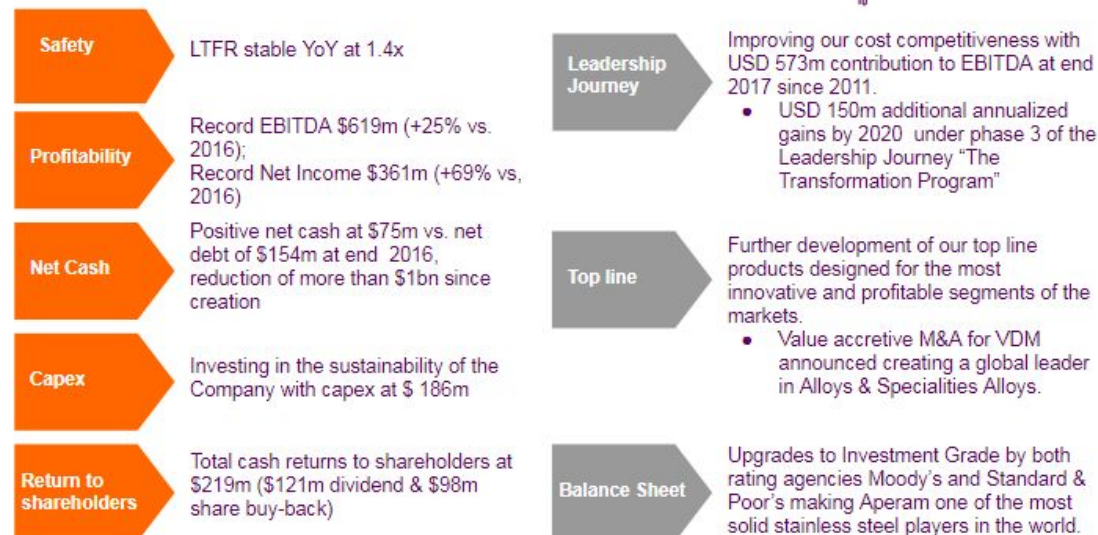 Safety
LTFR stable YoY at 1.4x
Profitability
Record EBITDA $619m (+25% vs.
2016);
Record Net Income $361m (+69% vs,
2016)
Net Cash
Positive net cash at $75m vs. net
debt of $154m at end 2016,
reduction of more than $1bn since
creation
Capex
Investing in the sustainability of the
Company with capex at $ 186m
Return to
shareholders
Total cash returns to shareholders at
$219m ($121m dividend & $98m
share buy-back)
Leadership
Journey
Improving our cost competitiveness with
USD 573m contribution to EBITDA at end
2017 since 2011.
● USD 150m additional annualized
gains by 2020 under phase 3 of the
Leadership Journey “The
Transformation Program”
Top line
Further development of our top line
products designed for the most
innovative and profitable segments of the
markets.
● Value accretive M&A for VDM
announced creating a global leader
in Alloys & Specialities Alloys.
Balance Sheet
Upgrades to Investment Grade by both
rating agencies Moody’s and Standard &
Poor’s making Aperam one of the most
solid stainless steel players in the world.